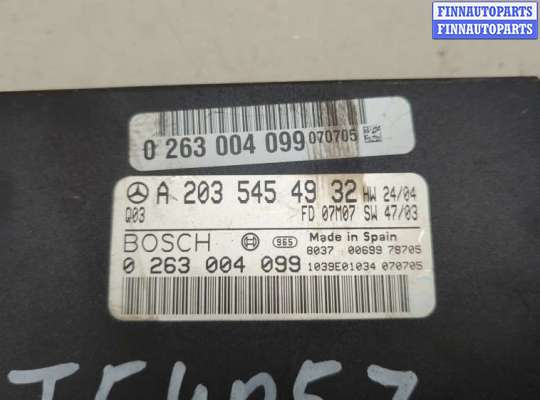 FINNAUTOPARTS
FINNAUTOPARTS
0 263 004 099 070705
A 203 545 49 32 HW 24/04
Q03 FD 07M07 SW 47/03
BOSCH 965 Made in Spain
8037 00699 78705
0 263 004 099 1039E01034 070705